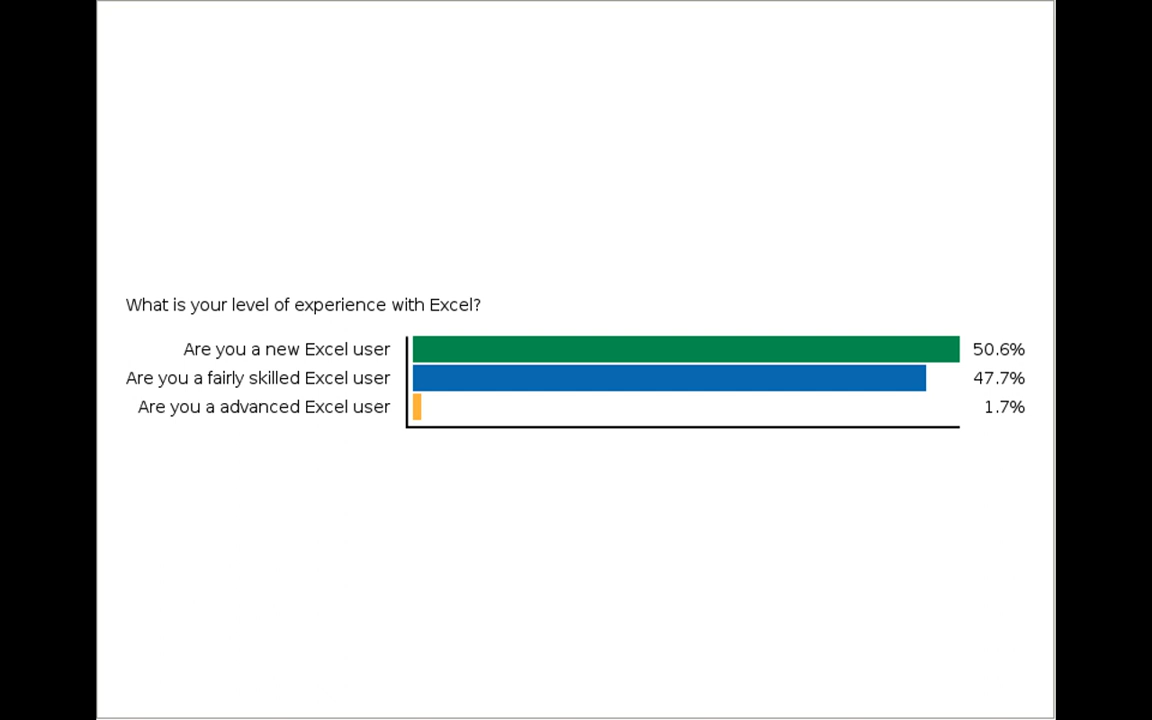 What is your level of experience with Excel?
Are you a new Excel user 50.6%
Are you a fairly skilled Excel user 47.7%
Are you a advanced Excel user 1.7%